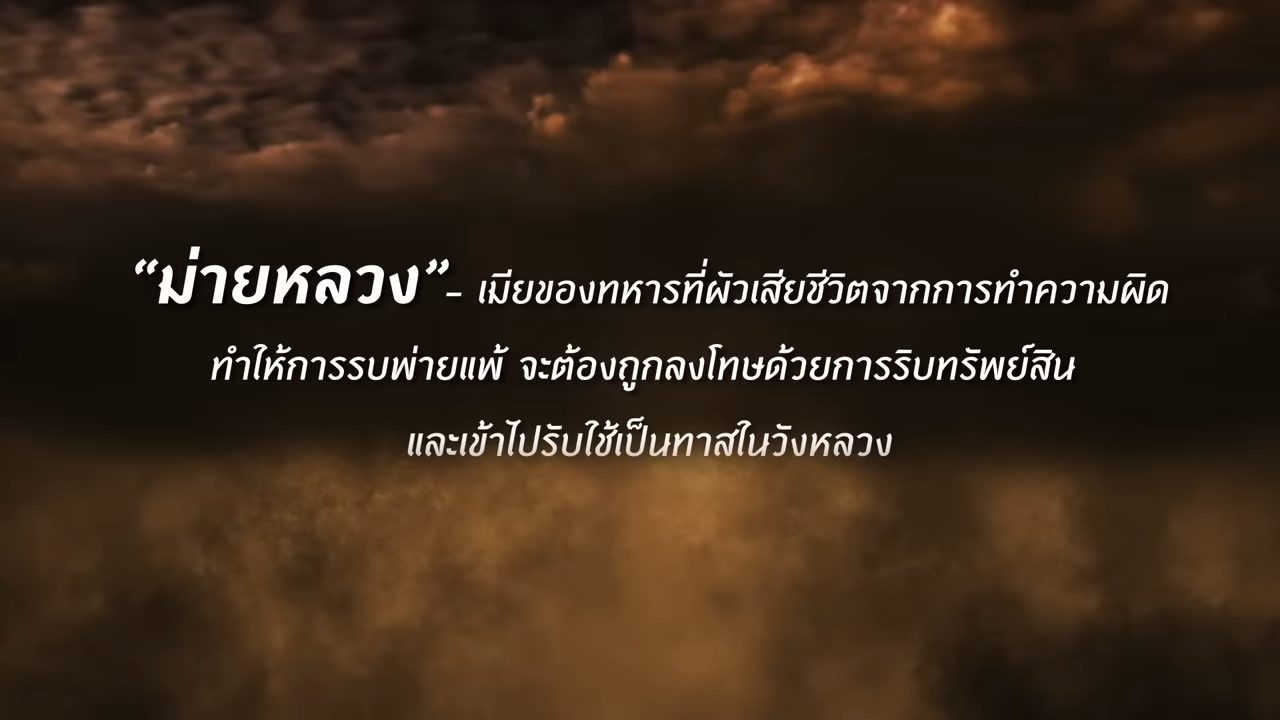 “ม่ายหลวง”– เมียของทหารที่ผัวเสียชีวิตจากการทำความผิด
ทำให้การรบพ่ายแพ้ จะต้องถูกลงโทษด้วยการริบทรัพย์สิน
และเข้าไปรับใช้เป็นทาสในวังหลวง